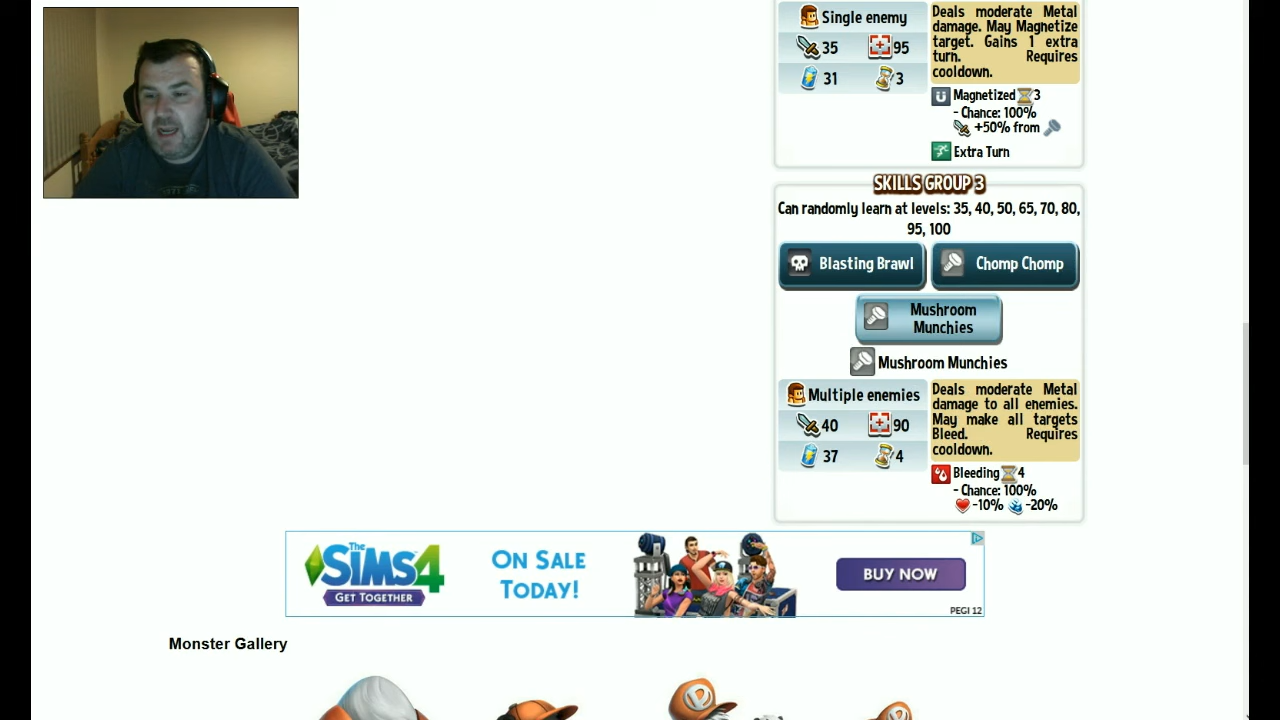 Single enemy
35 95
31 3
Deals moderate Metal
damage. May Magnetize
target. Gains 1 extra
turn. Requires
cooldown.
Magnetized 3
- Chance: 100%
+50% from
Extra Turn
SKILLS GROUP 3
Can randomly learn at levels: 35, 40, 50, 65, 70, 80,
95, 100
Blasting Brawl
Chomp Chomp
Mushroom
Munchies
Mushroom Munchies
Multiple enemies
40 90
37 4
Deals moderate Metal
damage to all enemies.
May make all targets
Bleed. Requires
cooldown.
Bleeding 4
- Chance: 100%
-10% -20%
The
SIMS 4
GET TOGETHER
ON SALE
TODAY!
BUY NOW
PEGI 12
Monster Gallery